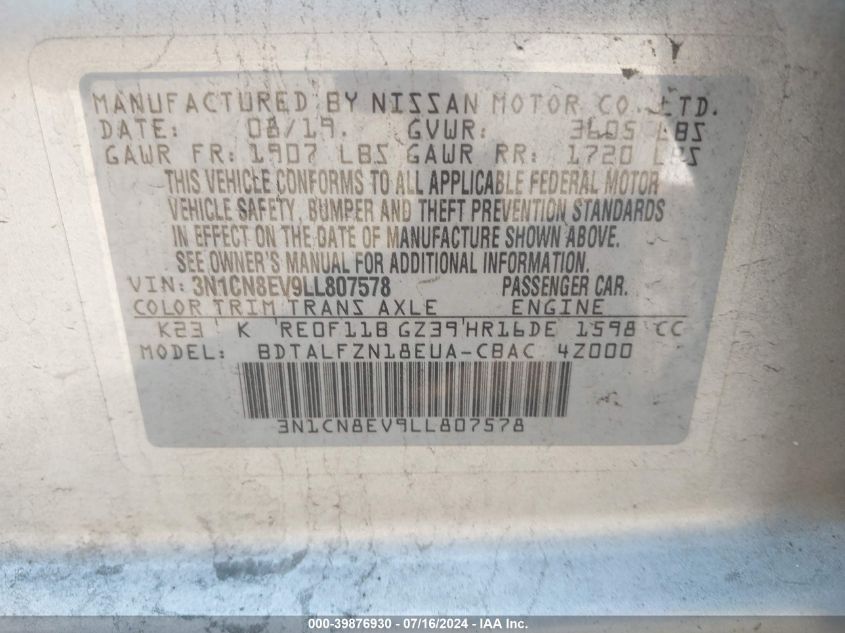 MANUFACTURED BY NISSAN MOTOR CO. LTD.
DATE: 08/19. GVWR: 3605 LBS
GAWR FR: 1907 LBS GAWR RR: 1720 LBS
THIS VEHICLE CONFORMS TO ALL APPLICABLE FEDERAL MOTOR
VEHICLE SAFETY, BUMPER AND THEFT PREVENTION STANDARDS
IN EFFECT ON THE DATE OF MANUFACTURE SHOWN ABOVE.
SEE OWNER'S MANUAL FOR ADDITIONAL INFORMATION.
VIN: 3N1CN8EV9LL807578 PASSENGER CAR.
COLOR TRIM TRANS AXLE ENGINE
K23 K RE0F11B GZ39 HR16DE 1598 CC
MODEL: BDTALFZN18EUA-CBAC 4Z000
3N1CN8EV9LL807578
000-39876930 - 07/16/2024 - IAA Inc.